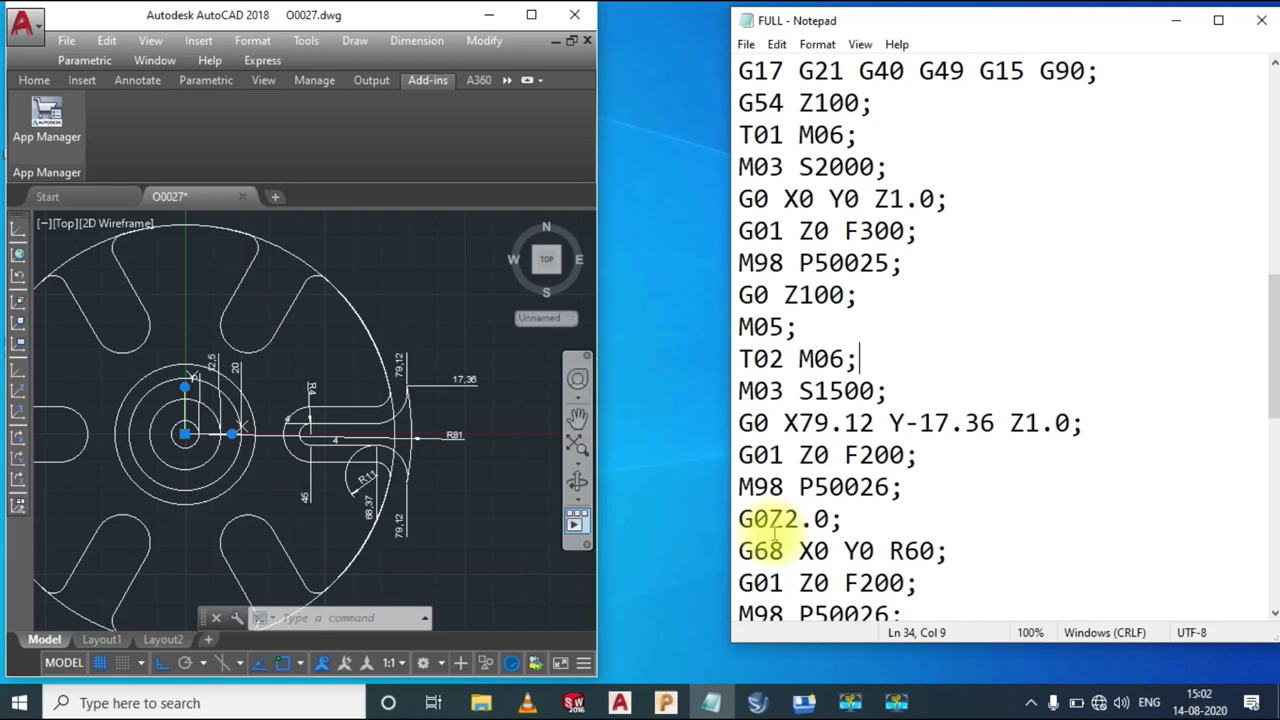 Autodesk AutoCAD 2018 O0027.dwg
File Edit View Insert Format Tools Draw Dimension Modify
Parametric Window Help Express
Home Insert Annotate Parametric View Manage Output Add-ins A360
App Manager
App Manager
Start O0027*
[−][Top][2D Wireframe]
N
W TOP E
S
Unnamed
20
R4
79,12
17,36
4
4
R81
45
R11
68,37
79,12
Type a command
Model Layout1 Layout2 +
MODEL 1:1
FULL - Notepad
File Edit Format View Help
G17 G21 G40 G49 G15 G90;
G54 Z100;
T01 M06;
M03 S2000;
G0 X0 Y0 Z1.0;
G01 Z0 F300;
M98 P50025;
G0 Z100;
M05;
T02 M06;
M03 S1500;
G0 X79.12 Y-17.36 Z1.0;
G01 Z0 F200;
M98 P50026;
G0Z2.0;
G68 X0 Y0 R60;
G01 Z0 F200;
M98 P50026;
Ln 34, Col 9 100% Windows (CRLF) UTF-8
Type here to search
ENG
15:02
14-08-2020